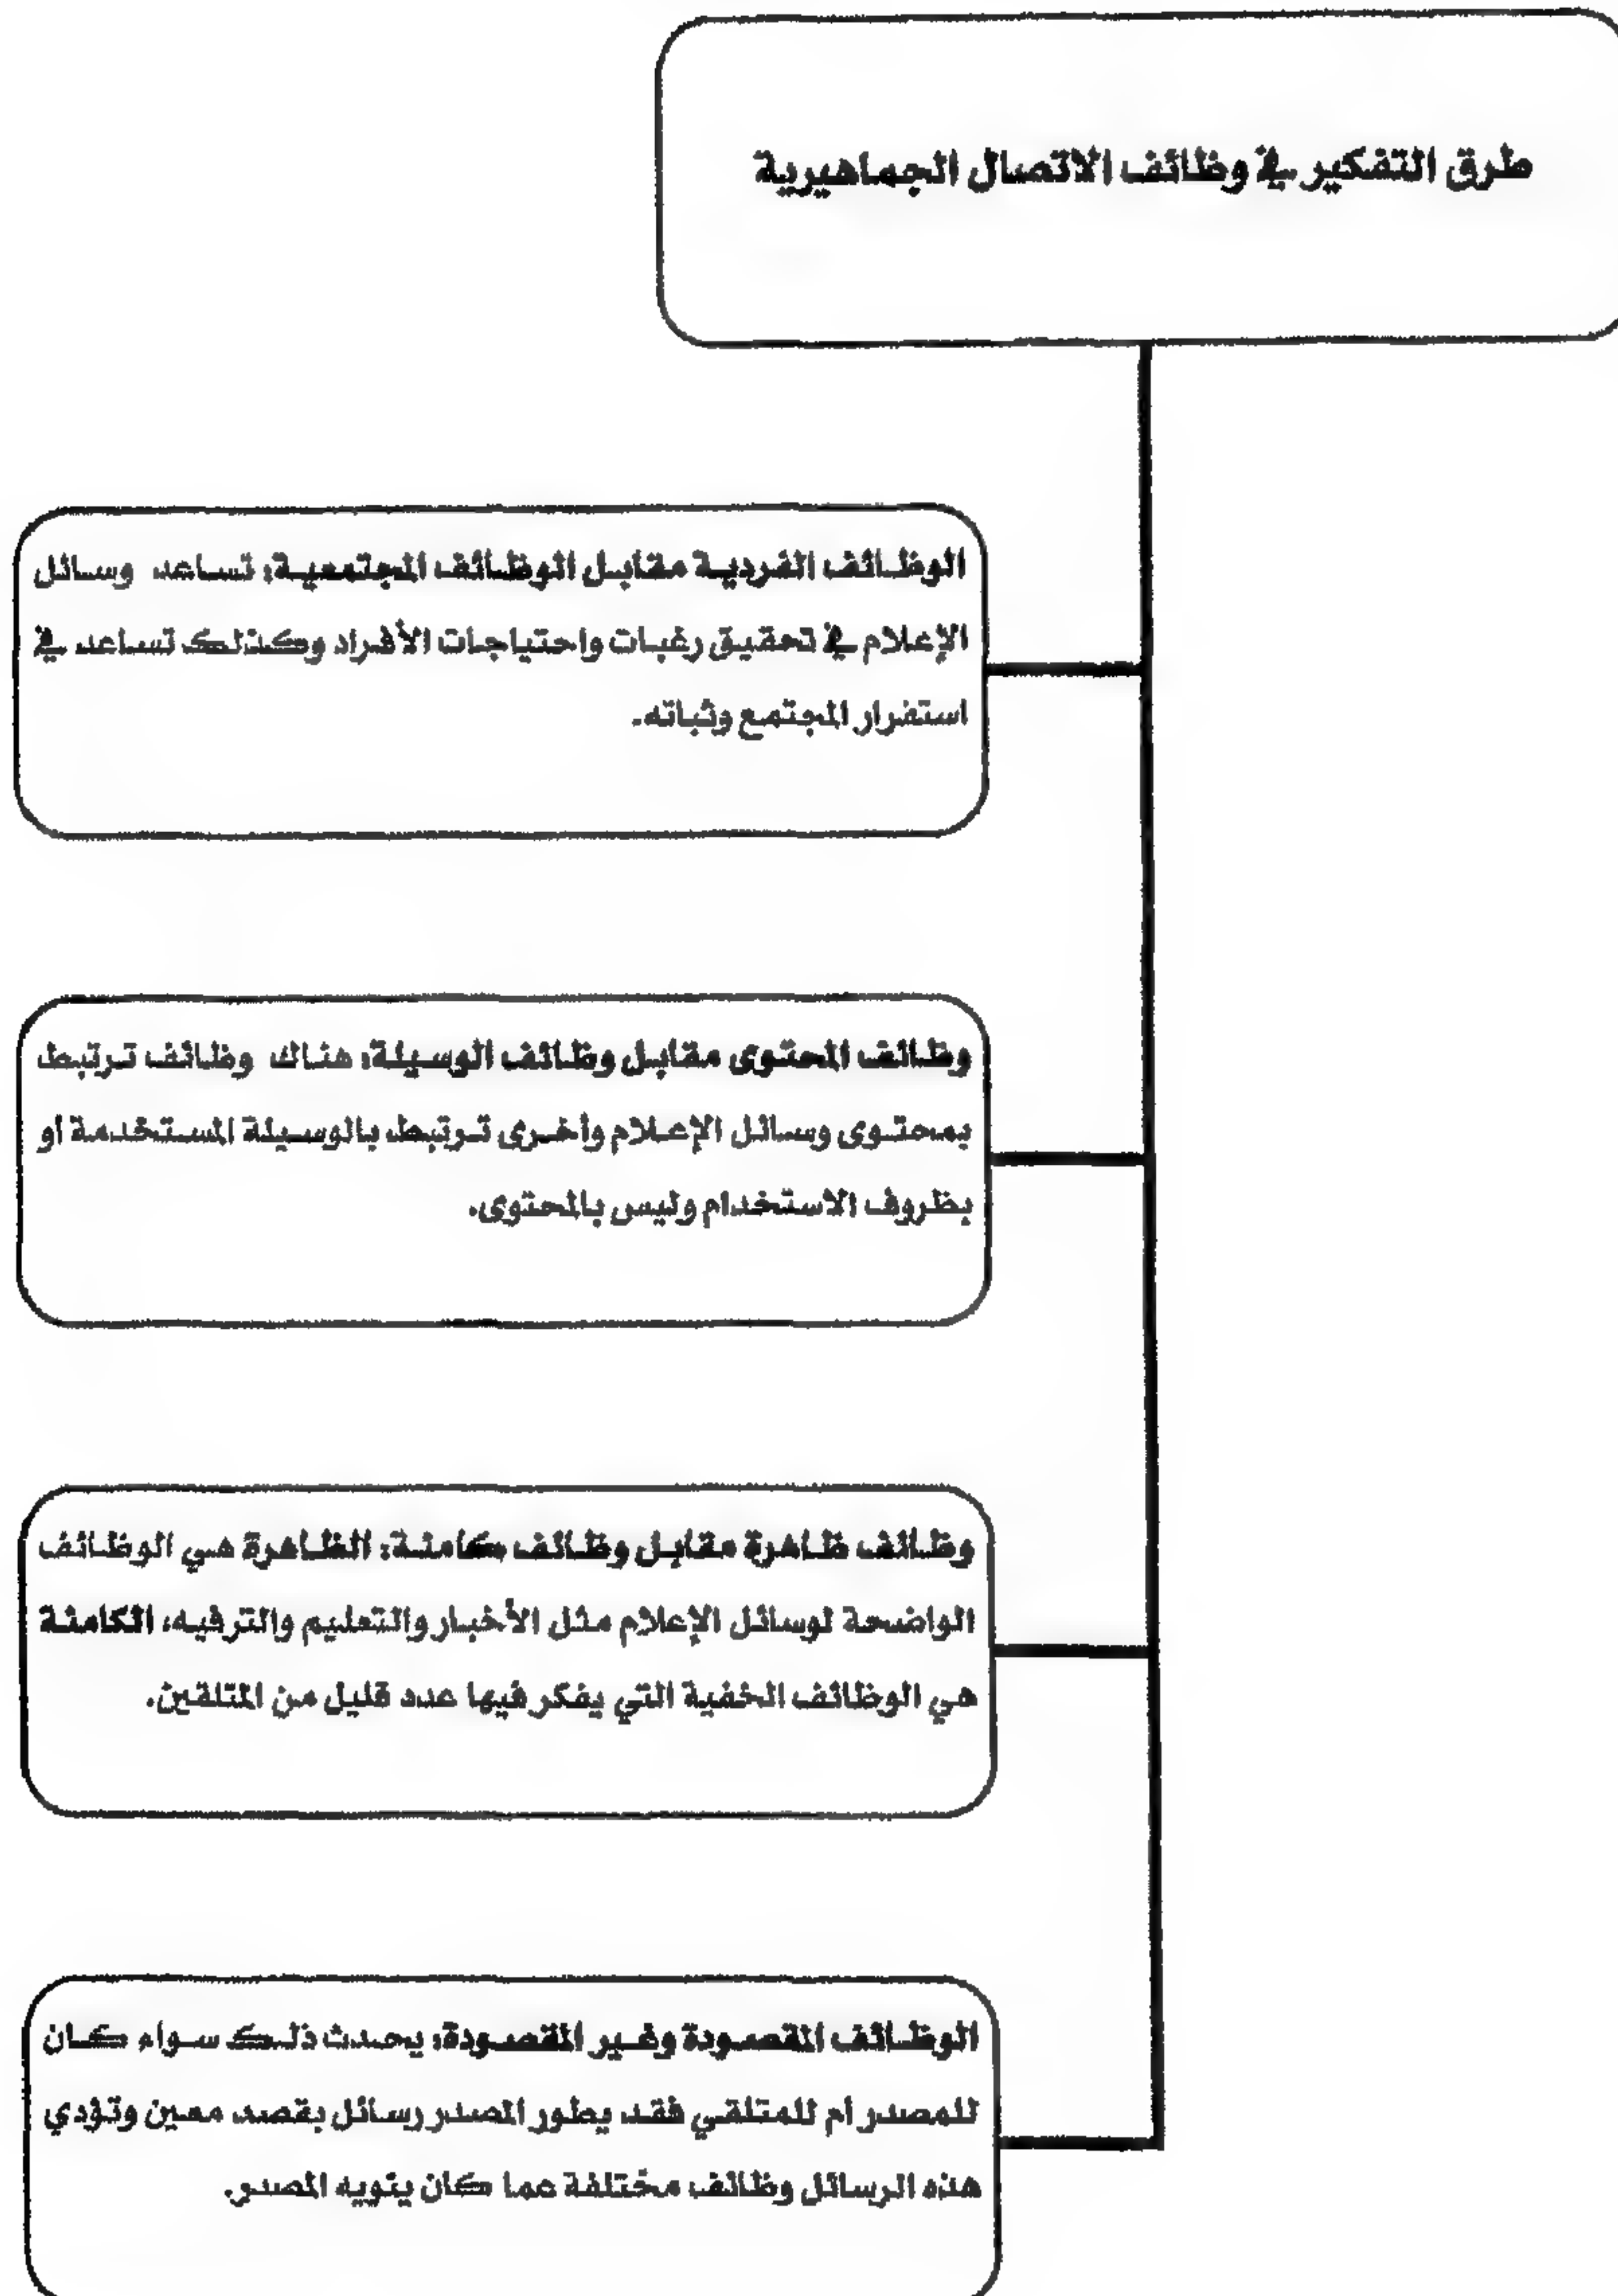 طرق التفكير في وظائف الاتصال الجماهيرية
الوظائف الفردية مقابل الوظائف المجتمعية: تساعد وسائل
الإعلام في تحقيق رغبات واحتياجات الأفراد وكذلك تساعد في
استقرار المجتمع وثباته.
وظائف المحتوى مقابل وظائف الوسيلة: هناك وظائف ترتبط
بمحتوى وسائل الإعلام وأخرى ترتبط بالوسيلة المستخدمة أو
بظروف الاستخدام وليس بالمحتوى.
وظائف ظاهرة مقابل وظائف كامنة: الظاهرة هي الوظائف
الواضحة لوسائل الإعلام مثل الأخبار والتعليم والترفيه، الكامنة
هي الوظائف الخفية التي يفكر فيها عدد قليل من المتلقين.
الوظائف المقصودة وغير المقصودة: يحدث ذلك سواء كان
للمصدر أم للمتلقي فقد يطور المصدر رسائل بقصد معين وتؤدي
هذه الرسائل وظائف مختلفة عما كان ينويه المصدر.